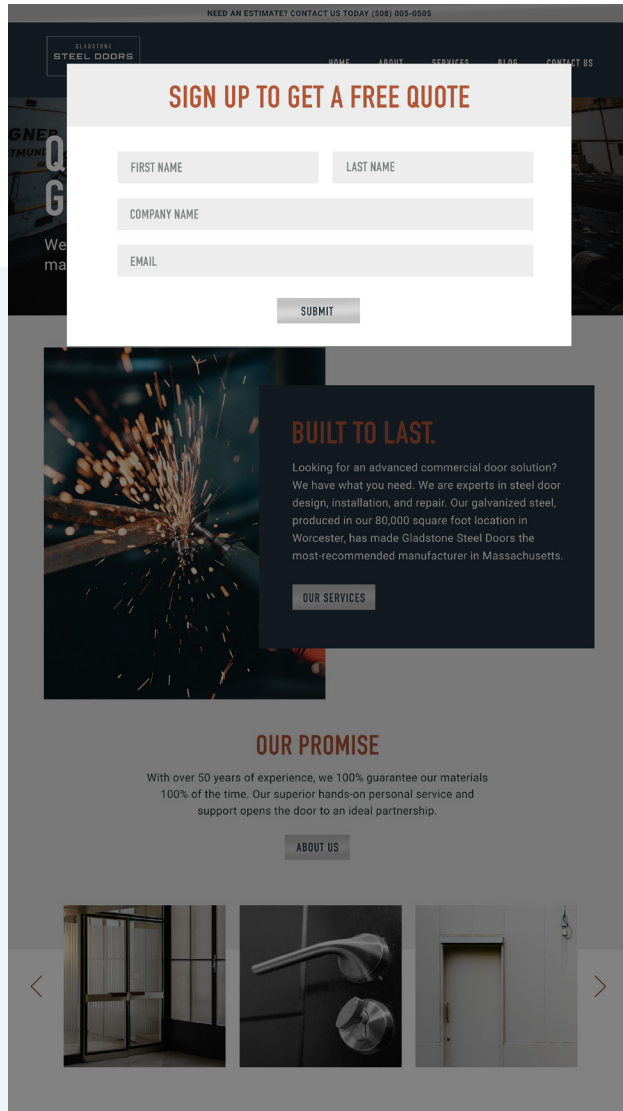 NEED AN ESTIMATE? CONTACT US TODAY (508) 005-0505
GLADSTONE
STEEL DOORS
HOME ABOUT SERVICES BLOG CONTACT US
SIGN UP TO GET A FREE QUOTE
FIRST NAME LAST NAME
COMPANY NAME
EMAIL
SUBMIT
Q
G
We
ma
BUILT TO LAST.
Looking for an advanced commercial door solution?
We have what you need. We are experts in steel door
design, installation, and repair. Our galvanized steel,
produced in our 80,000 square foot location in
Worcester, has made Gladstone Steel Doors the
most-recommended manufacturer in Massachusetts.
OUR SERVICES
OUR PROMISE
With over 50 years of experience, we 100% guarantee our materials
100% of the time. Our superior hands-on personal service and
support opens the door to an ideal partnership.
ABOUT US